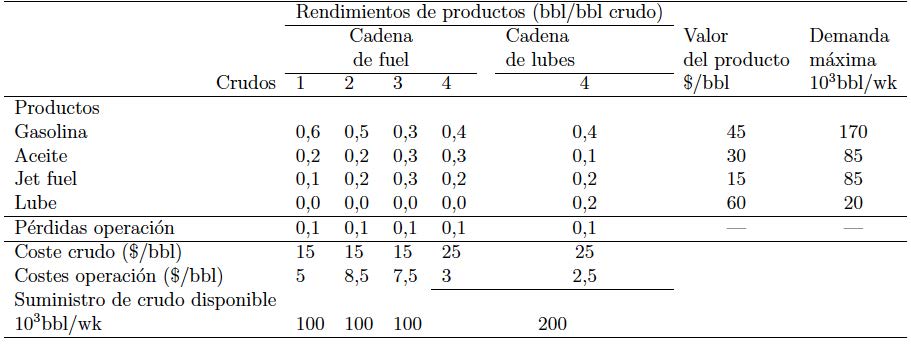 Rendimientos de productos (bbl/bbl crudo)
Cadena Cadena Valor Demanda
de fuel de lubes del producto máxima
Crudos 1 2 3 4 4 $/bbl 10³bbl/wk
Productos
Gasolina 0,6 0,5 0,3 0,4 0,4 45 170
Aceite 0,2 0,2 0,3 0,3 0,1 30 85
Jet fuel 0,1 0,2 0,3 0,2 0,2 15 85
Lube 0,0 0,0 0,0 0,0 0,2 60 20
Pérdidas operación 0,1 0,1 0,1 0,1 0,1 — —
Coste crudo ($/bbl) 15 15 15 25 25
Costes operación ($/bbl) 5 8,5 7,5 3 2,5
Suministro de crudo disponible
10³bbl/wk 100 100 100 200